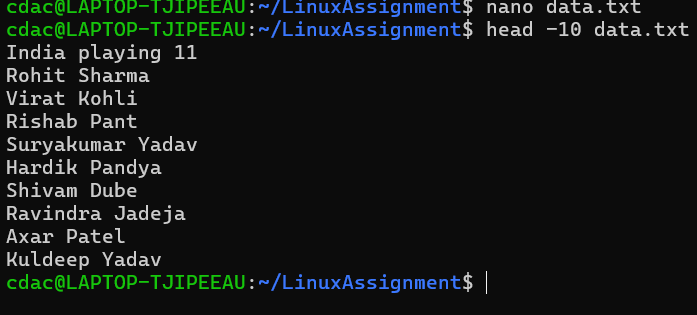 cdac@LAPTOP-TJIPEEAU:~/LinuxAssignment$ nano data.txt
cdac@LAPTOP-TJIPEEAU:~/LinuxAssignment$ head -10 data.txt
India playing 11
Rohit Sharma
Virat Kohli
Rishab Pant
Suryakumar Yadav
Hardik Pandya
Shivam Dube
Ravindra Jadeja
Axar Patel
Kuldeep Yadav
cdac@LAPTOP-TJIPEEAU:~/LinuxAssignment$